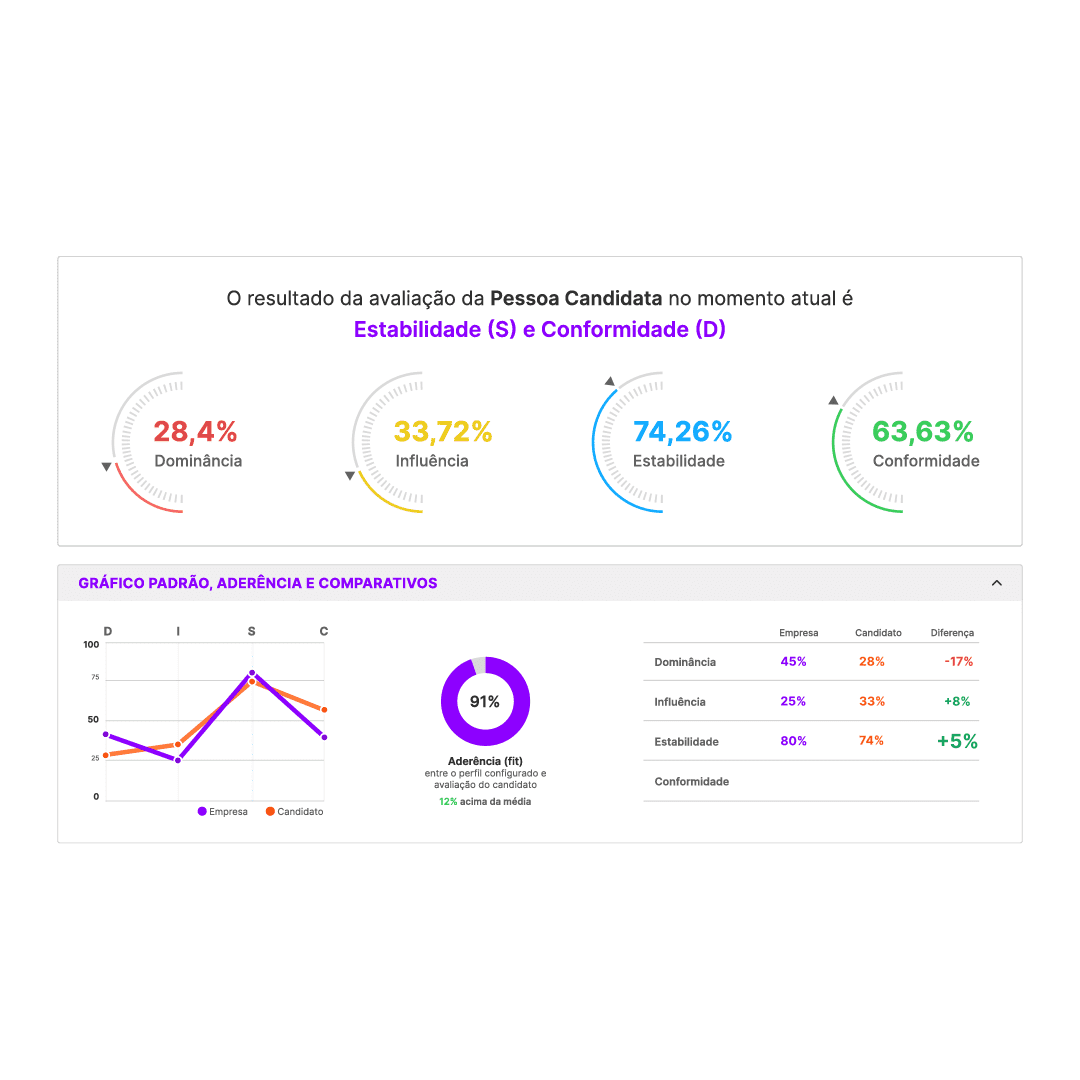 O resultado da avaliação da Pessoa Candidata no momento atual é
Estabilidade (S) e Conformidade (D)
28,4%
Dominância
33,72%
Influência
74,26%
Estabilidade
63,63%
Conformidade
GRÁFICO PADRÃO, ADERÊNCIA E COMPARATIVOS
D I S C
100
75
50
25
0
Empresa Candidato
91%
Aderência (fit)
entre o perfil configurado e
avaliação do candidato
12% acima da média
Empresa Candidato Diferença
Dominância 45% 28% -17%
Influência 25% 33% +8%
Estabilidade 80% 74% +5%
Conformidade